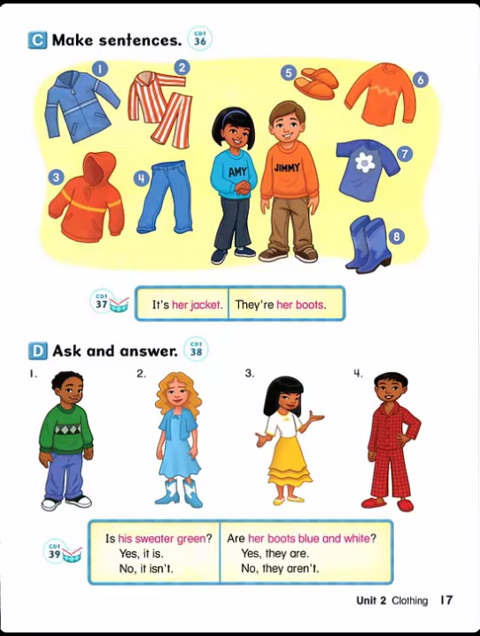 C Make sentences. CD1 36
1
2
3
4
5
6
7
8
AMY
JIMMY
CD1 37
It's her jacket. They're her boots.
D Ask and answer. CD1 38
1. 2. 3. 4.
CD1 39
Is his sweater green?
Yes, it is.
No, it isn't.
Are her boots blue and white?
Yes, they are.
No, they aren't.
Unit 2 Clothing 17